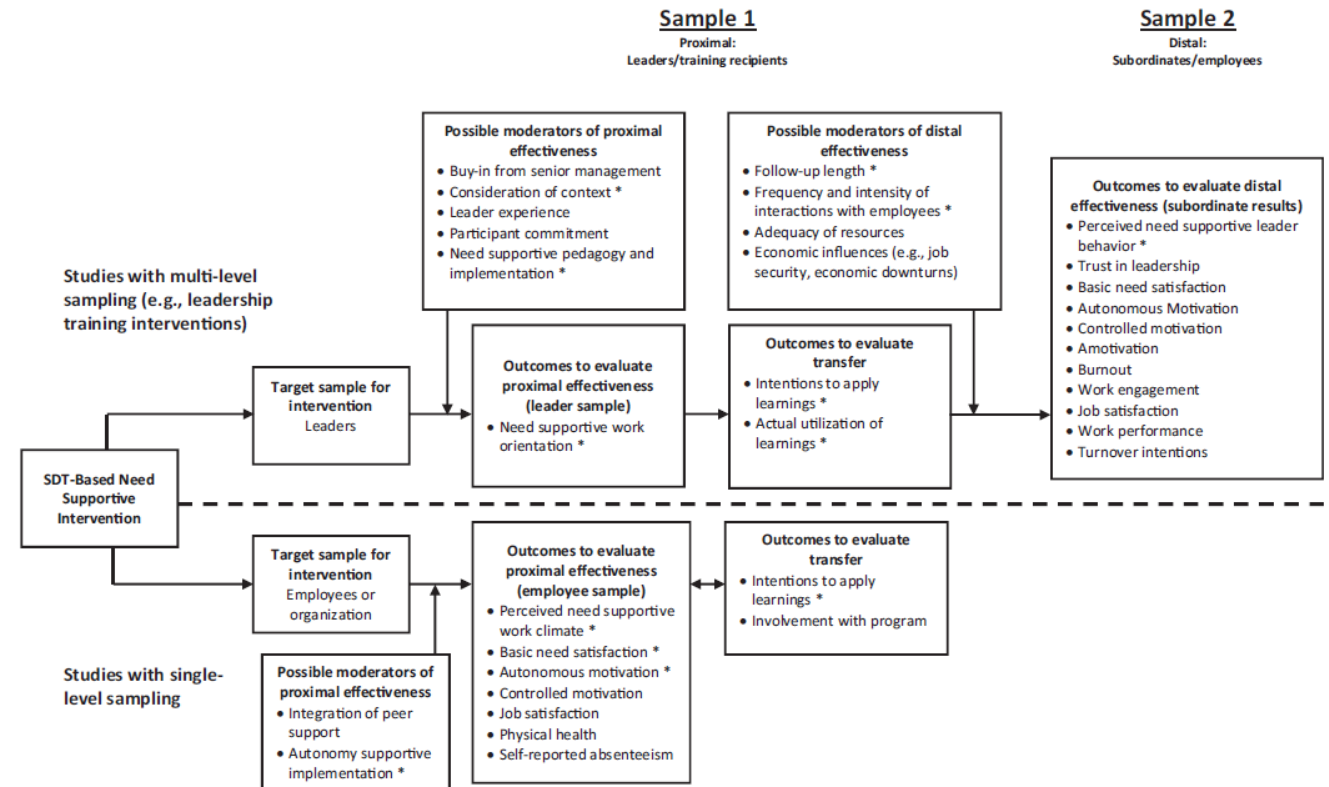 Sample 1
Proximal:
Leaders/training recipients
Sample 2
Distal:
Subordinates/employees
Possible moderators of proximal
effectiveness
• Buy-in from senior management
• Consideration of context *
• Leader experience
• Participant commitment
• Need supportive pedagogy and
implementation *
Possible moderators of distal
effectiveness
• Follow-up length *
• Frequency and intensity of
interactions with employees *
• Adequacy of resources
• Economic influences (e.g., job
security, economic downturns)
Outcomes to evaluate distal
effectiveness (subordinate results)
• Perceived need supportive leader
behavior *
• Trust in leadership
• Basic need satisfaction
• Autonomous Motivation
• Controlled motivation
• Amotivation
• Burnout
• Work engagement
• Job satisfaction
• Work performance
• Turnover intentions
Studies with multi-level
sampling (e.g., leadership
training interventions)
Target sample for
intervention
Leaders
Outcomes to evaluate
proximal effectiveness
(leader sample)
• Need supportive work
orientation *
Outcomes to evaluate
transfer
• Intentions to apply
learnings *
• Actual utilization of
learnings *
SDT-Based Need
Supportive
Intervention
Target sample for
intervention
Employees or
organization
Outcomes to evaluate
proximal effectiveness
(employee sample)
• Perceived need supportive
work climate *
• Basic need satisfaction *
• Autonomous motivation *
• Controlled motivation
• Job satisfaction
• Physical health
• Self-reported absenteeism
Outcomes to evaluate
transfer
• Intentions to apply
learnings *
• Involvement with program
Studies with single-
level sampling
Possible moderators of
proximal effectiveness
• Integration of peer
support
• Autonomy supportive
implementation *